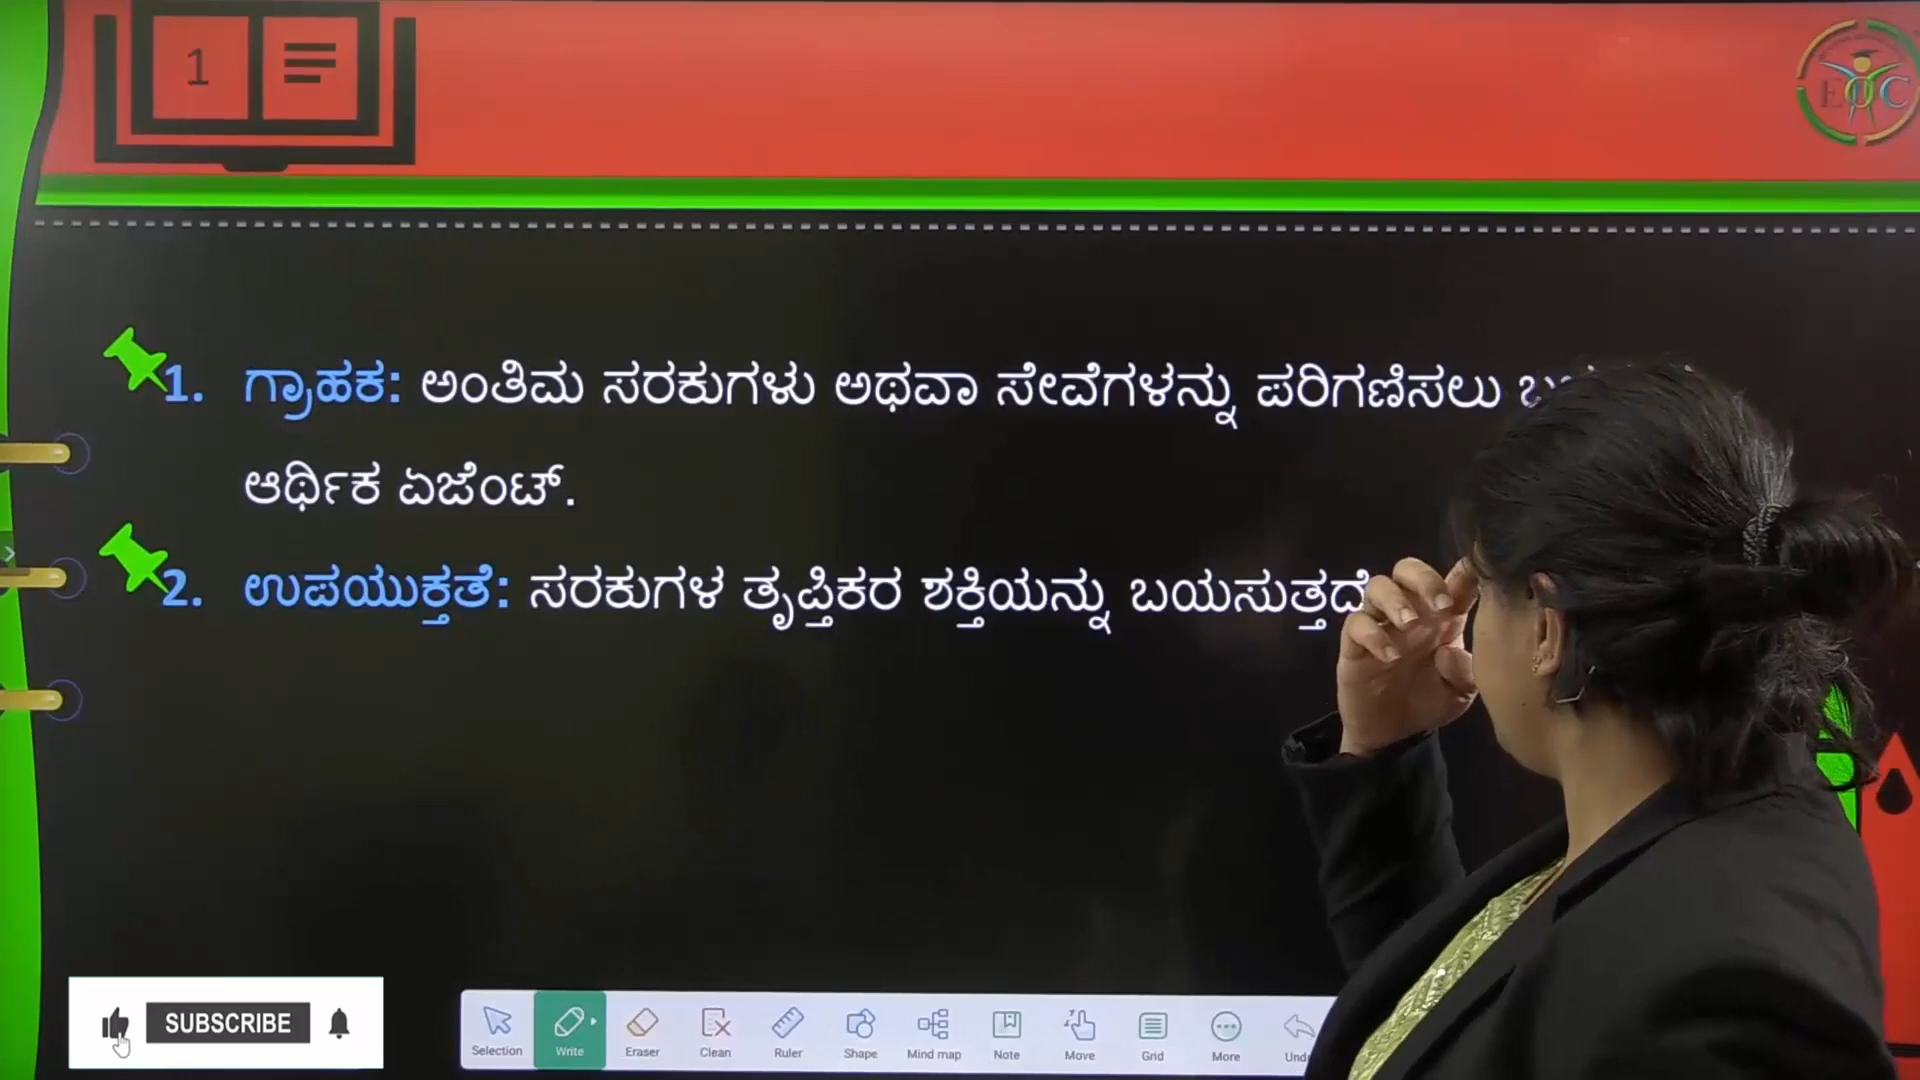 1
EOC
1. ಗ್ರಾಹಕ: ಅಂತಿಮ ಸರಕುಗಳು ಅಥವಾ ಸೇವೆಗಳನ್ನು ಪರಿಗಣಿಸಲು
ಆರ್ಥಿಕ ಏಜೆಂಟ್.
2. ಉಪಯುಕ್ತತೆ: ಸರಕುಗಳ ತೃಪ್ತಿಕರ ಶಕ್ತಿಯನ್ನು ಬಯಸುತ್ತದೆ
SUBSCRIBE
Selection Write Eraser Clean Ruler Shape Mind map Note Move Grid More